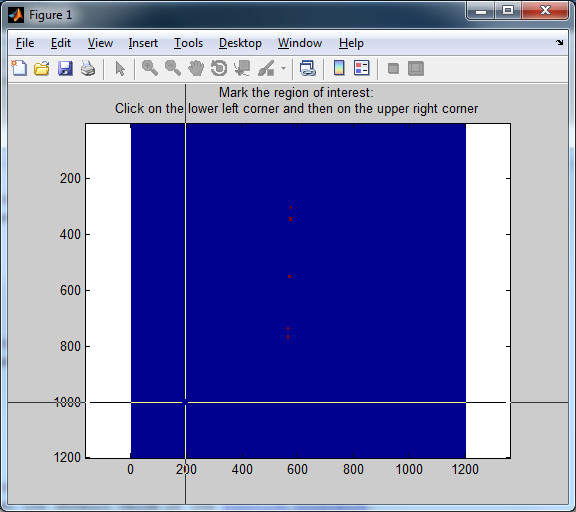 Figure 1
File Edit View Insert Tools Desktop Window Help
Mark the region of interest:
Click on the lower left corner and then on the upper right corner
200
400
600
800
1000
1200
0 200 400 600 800 1000 1200